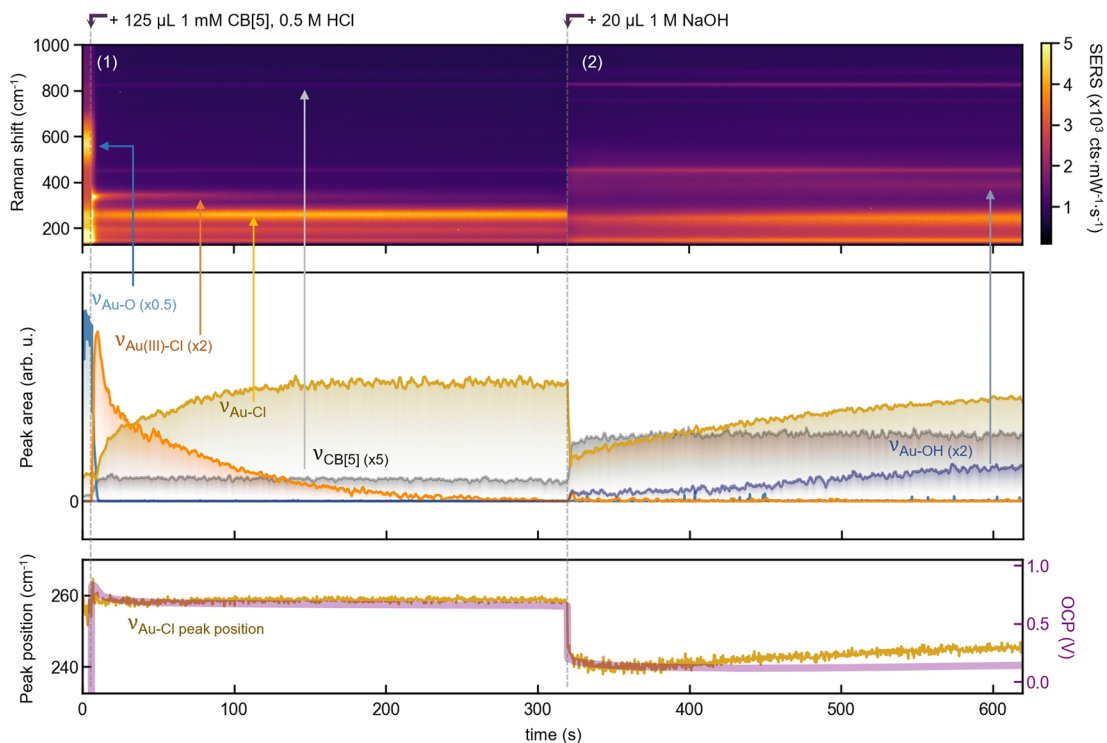 + 125 µL 1 mM CB[5], 0.5 M HCl
+ 20 µL 1 M NaOH
(1)
(2)
Raman shift (cm⁻¹)
1000
800
600
400
200
5
4
3
2
1
SERS (x10³ cts·mW⁻¹·s⁻¹)
Peak area (arb. u.)
0
νAu-O (x0.5)
νAu(III)-Cl (x2)
νAu-Cl
νCB[5] (x5)
νAu-OH (x2)
Peak position (cm⁻¹)
260
240
νAu-Cl peak position
1.0
0.5
0.0
OCP (V)
0
100
200
300
400
500
600
time (s)